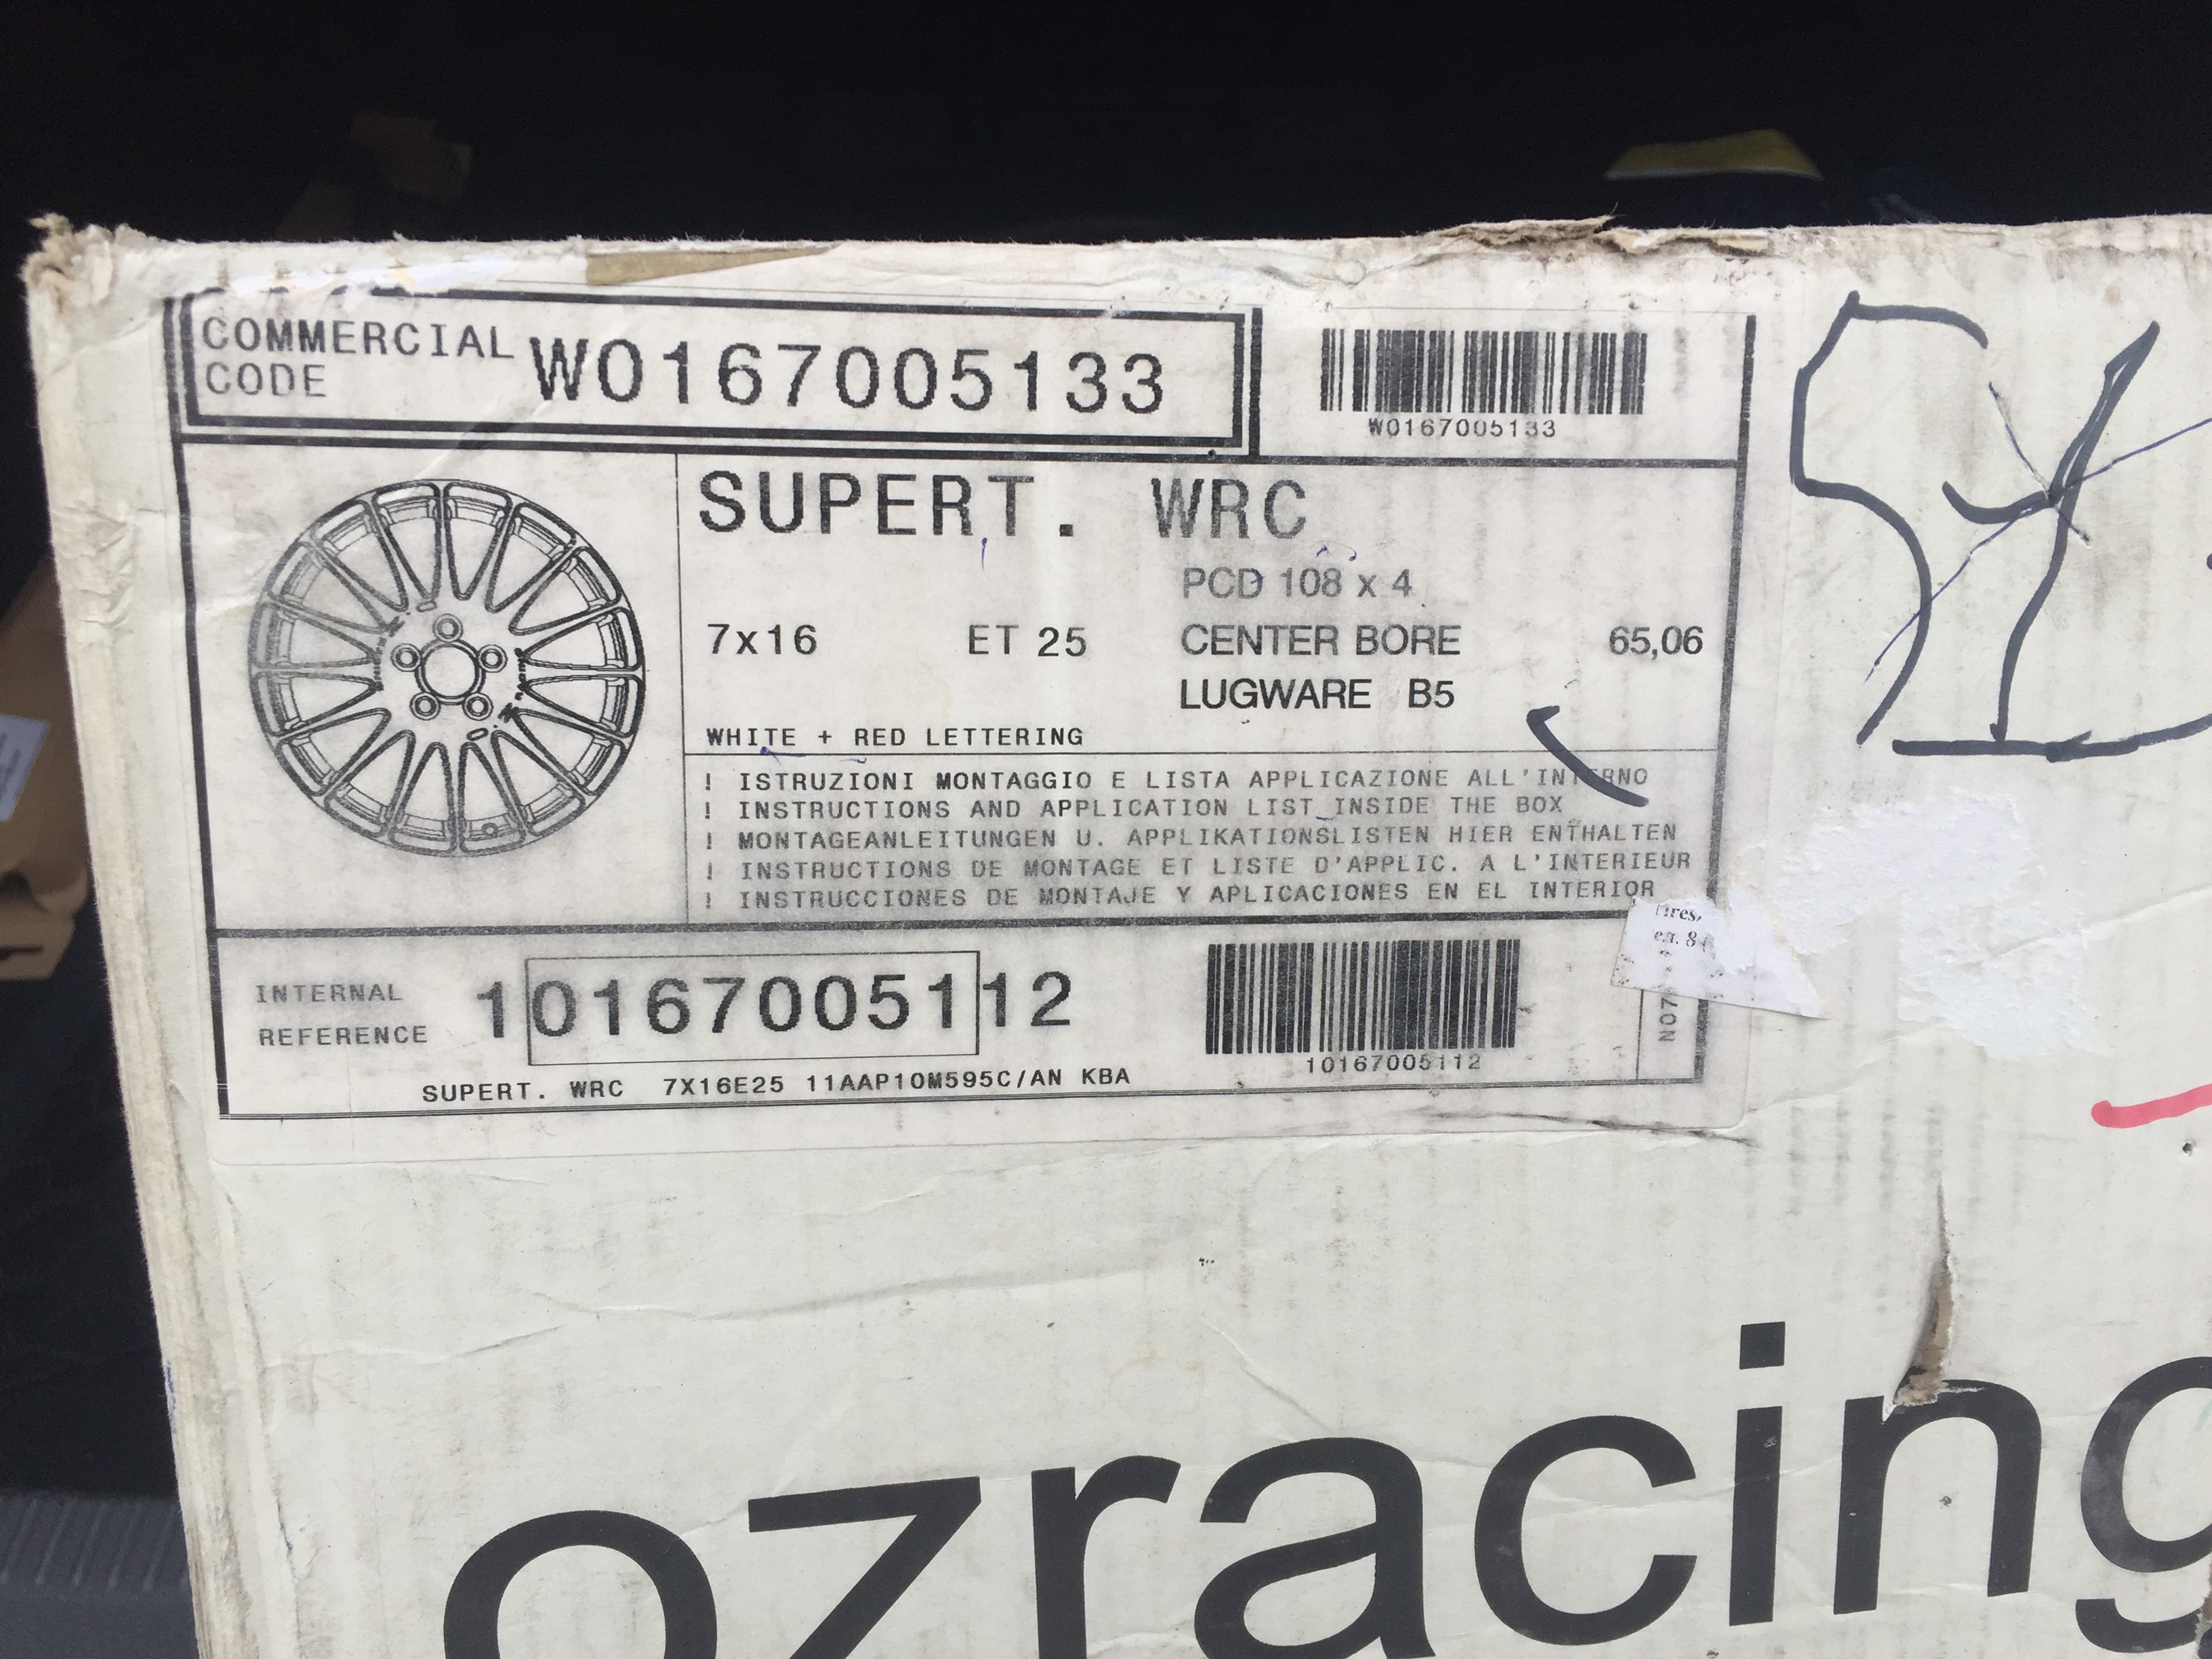 COMMERCIAL
CODE
W0167005133
W0167005133
SUPERT. WRC
PCD 108 x 4
7x16 ET 25 CENTER BORE 65,06
LUGWARE B5
WHITE + RED LETTERING
! ISTRUZIONI MONTAGGIO E LISTA APPLICAZIONE ALL'INTERNO
! INSTRUCTIONS AND APPLICATION LIST INSIDE THE BOX
! MONTAGEANLEITUNGEN U. APPLIKATIONSLISTEN HIER ENTHALTEN
! INSTRUCTIONS DE MONTAGE ET LISTE D'APPLIC. A L'INTERIEUR
! INSTRUCCIONES DE MONTAJE Y APLICACIONES EN EL INTERIOR
INTERNAL
REFERENCE
10167005112
10167005112
N07
SUPERT. WRC 7X16E25 11AAP10M595C/AN KBA
ozracing